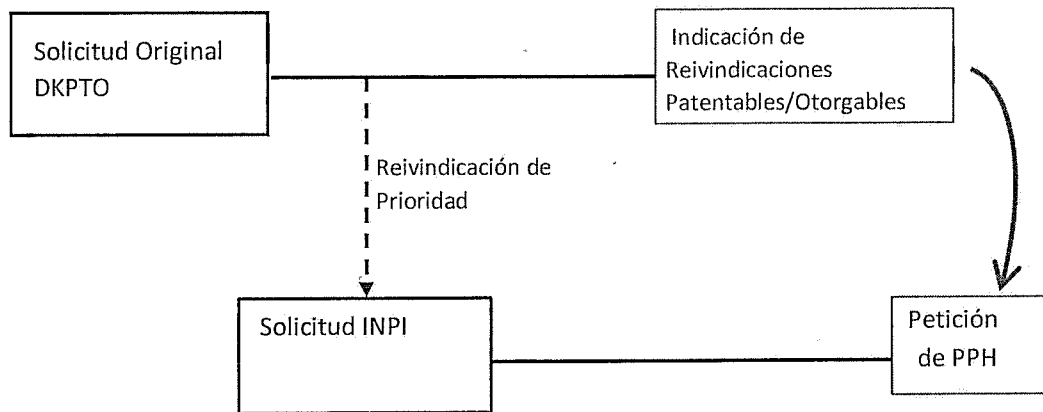 Solicitud Original
DKPTO
Indicación de
Reivindicaciones
Patentables/Otorgables
Reivindicación de
Prioridad
Solicitud INPI
Petición
de PPH